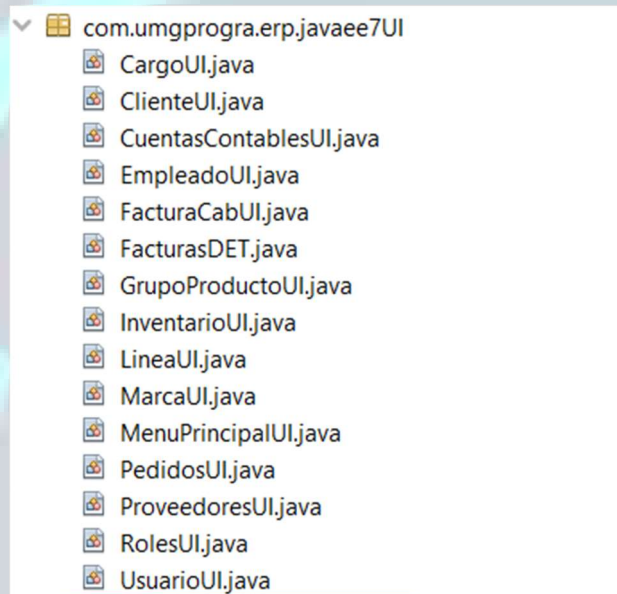 com.umgprogra.erp.javaee7UI
CargoUI.java
ClienteUI.java
CuentasContablesUI.java
EmpleadoUI.java
FacturaCabUI.java
FacturasDET.java
GrupoProductoUI.java
InventarioUI.java
LineaUI.java
MarcaUI.java
MenuPrincipalUI.java
PedidosUI.java
ProveedoresUI.java
RolesUI.java
UsuarioUI.java